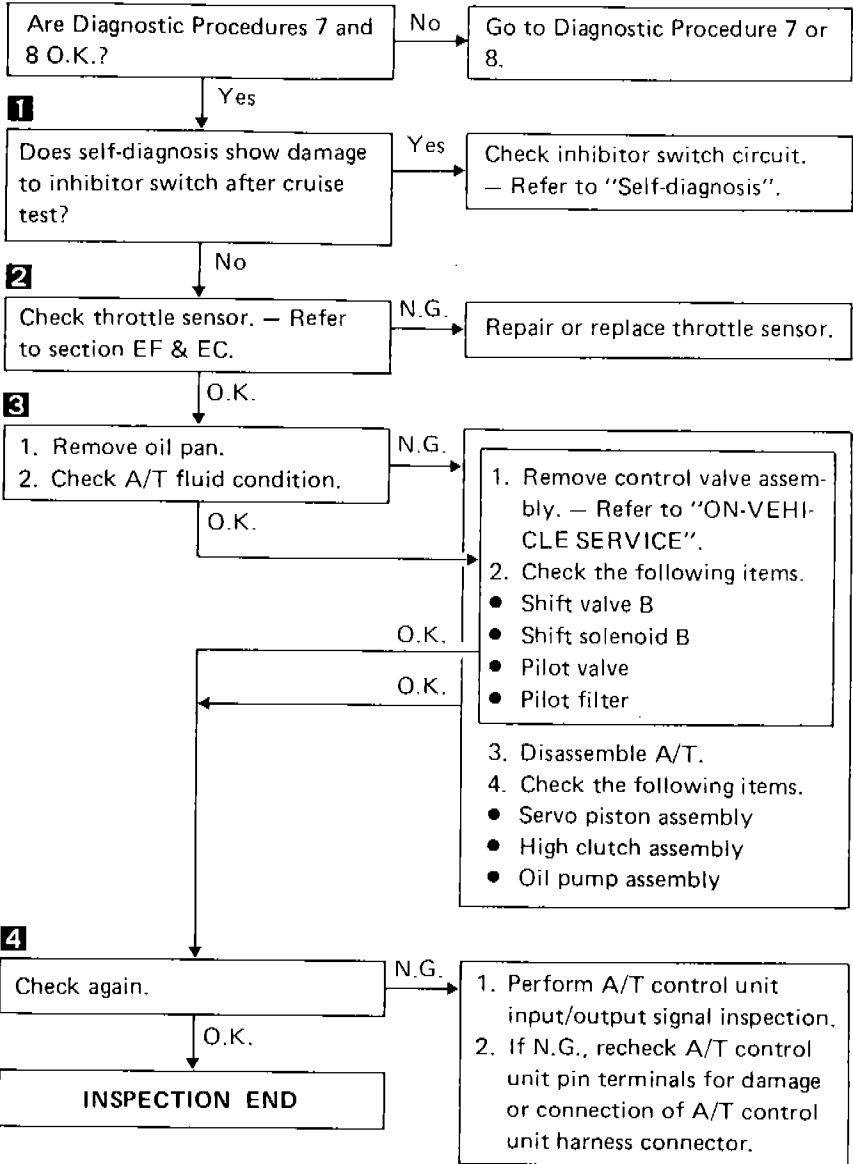 Are Diagnostic Procedures 7 and
8 O.K.?
No
Go to Diagnostic Procedure 7 or
8.
Yes
1
Does self-diagnosis show damage
to inhibitor switch after cruise
test?
Yes
Check inhibitor switch circuit.
— Refer to "Self-diagnosis".
No
2
Check throttle sensor. — Refer
to section EF & EC.
N.G.
Repair or replace throttle sensor.
O.K.
3
1. Remove oil pan.
2. Check A/T fluid condition.
N.G.
O.K.
1. Remove control valve assem-
bly. — Refer to "ON-VEHI-
CLE SERVICE".
2. Check the following items.
● Shift valve B
● Shift solenoid B
● Pilot valve
● Pilot filter
O.K.
O.K.
3. Disassemble A/T.
4. Check the following items.
● Servo piston assembly
● High clutch assembly
● Oil pump assembly
4
Check again.
N.G.
1. Perform A/T control unit
input/output signal inspection.
2. If N.G., recheck A/T control
unit pin terminals for damage
or connection of A/T control
unit harness connector.
O.K.
INSPECTION END